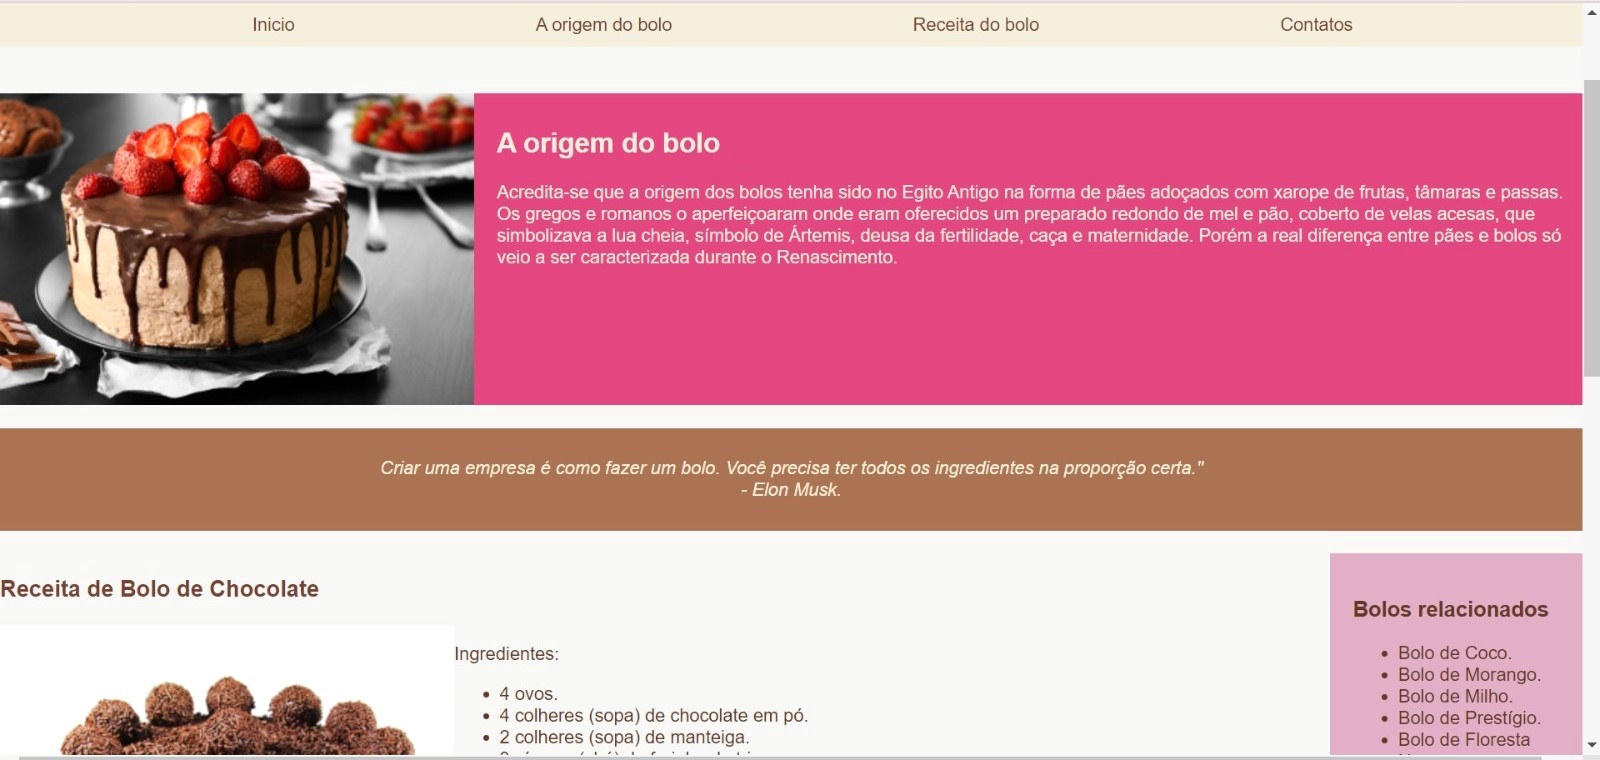 Inicio
A origem do bolo
Receita do bolo
Contatos
A origem do bolo
Acredita-se que a origem dos bolos tenha sido no Egito Antigo na forma de pães adoçados com xarope de frutas, tâmaras e passas.
Os gregos e romanos o aperfeiçoaram onde eram oferecidos um preparado redondo de mel e pão, coberto de velas acesas, que
simbolizava a lua cheia, símbolo de Ártemis, deusa da fertilidade, caça e maternidade. Porém a real diferença entre pães e bolos só
veio a ser caracterizada durante o Renascimento.
Criar uma empresa é como fazer um bolo. Você precisa ter todos os ingredientes na proporção certa."
- Elon Musk.
Receita de Bolo de Chocolate
Ingredientes:
• 4 ovos.
• 4 colheres (sopa) de chocolate em pó.
• 2 colheres (sopa) de manteiga.
Bolos relacionados
• Bolo de Coco.
• Bolo de Morango.
• Bolo de Milho.
• Bolo de Prestígio.
• Bolo de Floresta